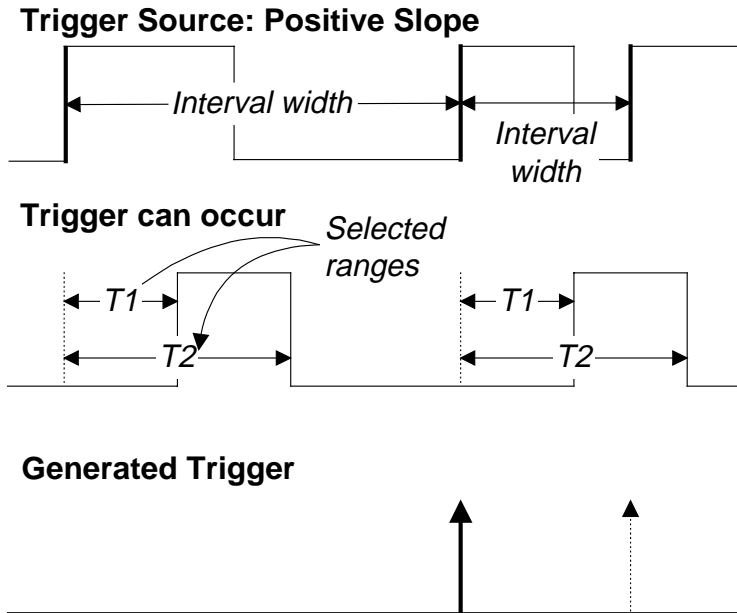 Trigger Source: Positive Slope
Interval width
Interval
width
Trigger can occur
Selected
ranges
T1
T1
T2
T2
Generated Trigger